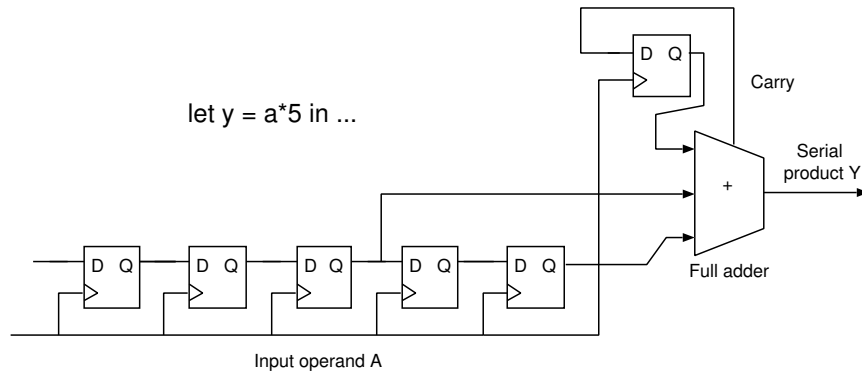 D Q
Carry
let y = a*5 in ...
Serial
product Y
+
D Q
D Q
D Q
D Q
D Q
Full adder
Input operand A